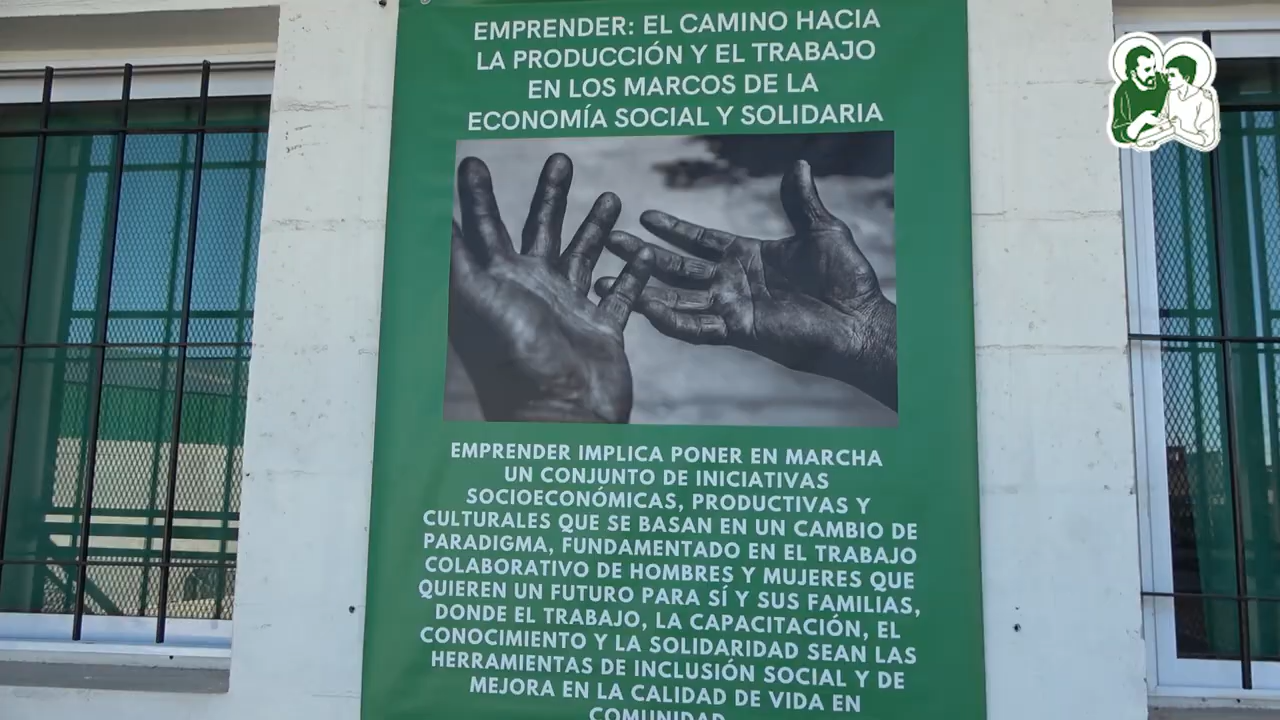 EMPRENDER: EL CAMINO HACIA
LA PRODUCCIÓN Y EL TRABAJO
EN LOS MARCOS DE LA
ECONOMÍA SOCIAL Y SOLIDARIA
EMPRENDER IMPLICA PONER EN MARCHA
UN CONJUNTO DE INICIATIVAS
SOCIOECONÓMICAS, PRODUCTIVAS Y
CULTURALES QUE SE BASAN EN UN CAMBIO DE
PARADIGMA, FUNDAMENTADO EN EL TRABAJO
COLABORATIVO DE HOMBRES Y MUJERES QUE
QUIEREN UN FUTURO PARA SÍ Y SUS FAMILIAS,
DONDE EL TRABAJO, LA CAPACITACIÓN, EL
CONOCIMIENTO Y LA SOLIDARIDAD SEAN LAS
HERRAMIENTAS DE INCLUSIÓN SOCIAL Y DE
MEJORA EN LA CALIDAD DE VIDA EN
COMUNIDAD